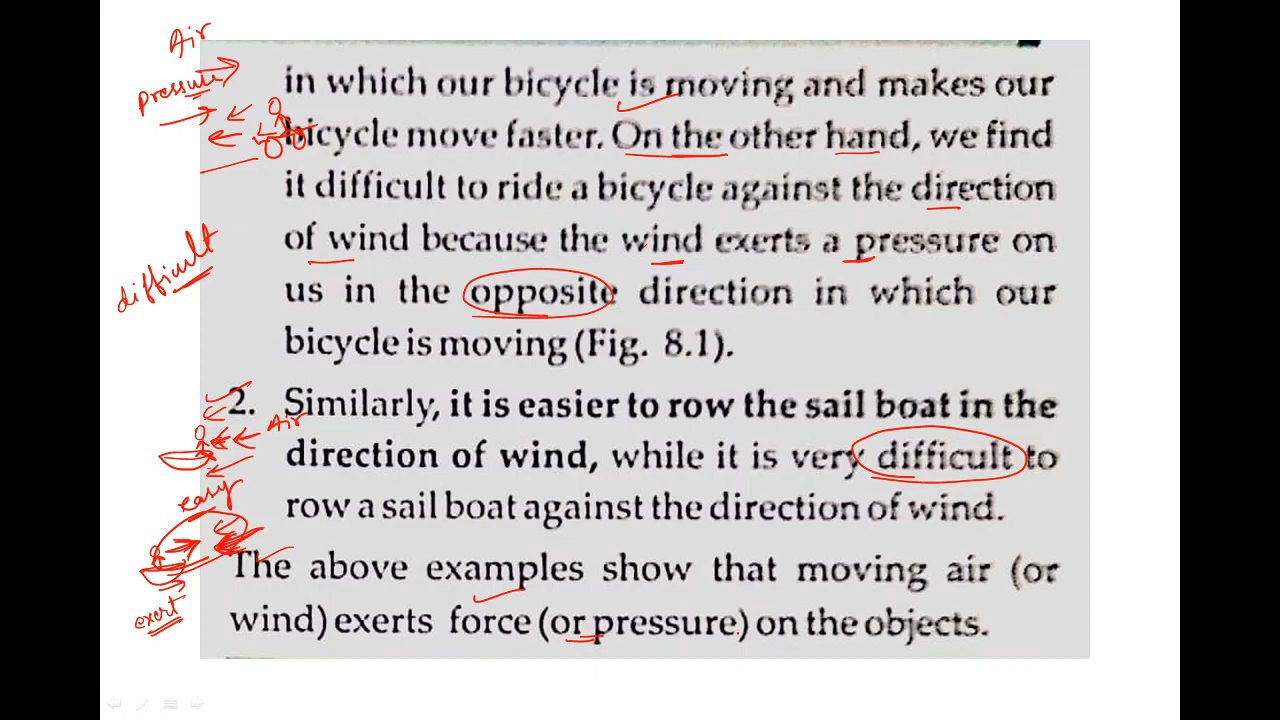 Air
pressure
in which our bicycle is moving and makes our
bicycle move faster. On the other hand, we find
it difficult to ride a bicycle against the direction
of wind because the wind exerts a pressure on
difficult
us in the opposite direction in which our
bicycle is moving (Fig. 8.1).
2. Similarly, it is easier to row the sail boat in the
Air
direction of wind, while it is very difficult to
easy
row a sail boat against the direction of wind.
The above examples show that moving air (or
exert
wind) exerts force (or pressure) on the objects.